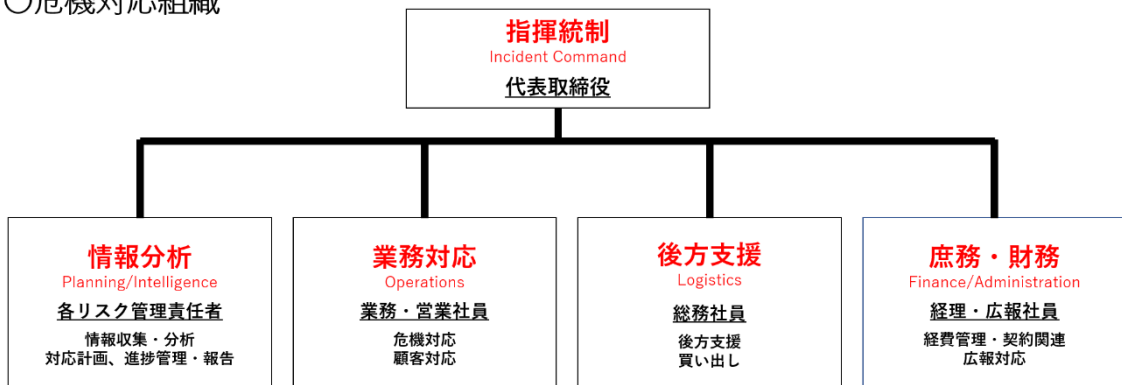 〇危機対応組織
指揮統制
Incident Command
代表取締役
情報分析
Planning/Intelligence
各リスク管理責任者
情報収集・分析
対応計画、進捗管理・報告
業務対応
Operations
業務・営業社員
危機対応
顧客対応
後方支援
Logistics
総務社員
後方支援
買い出し
庶務・財務
Finance/Administration
経理・広報社員
経費管理・契約関連
広報対応